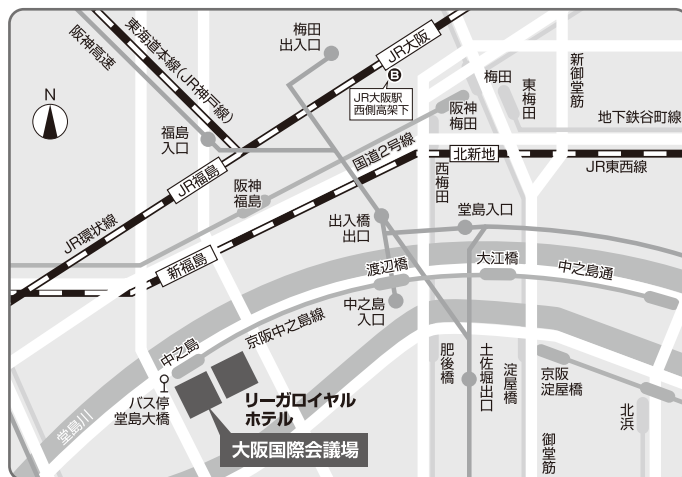 梅田
出入口
JR大阪
東海道本線(JR神戸線)
阪神高速
B
JR大阪駅
西側高架下
梅田
東梅田
新御堂筋
N
阪神
梅田
地下鉄谷町線
福島
入口
国道2号線
北新地
JR東西線
JR福島
阪神
福島
西梅田
JR環状線
出入橋
出口
堂島入口
新福島
渡辺橋
大江橋
中之島通
中之島
入口
京阪中之島線
中之島
バス停
堂島大橋
リーガロイヤル
ホテル
肥後橋
土佐堀出口
淀屋橋
京阪
淀屋橋
北浜
堂島川
大阪国際会議場
御堂筋